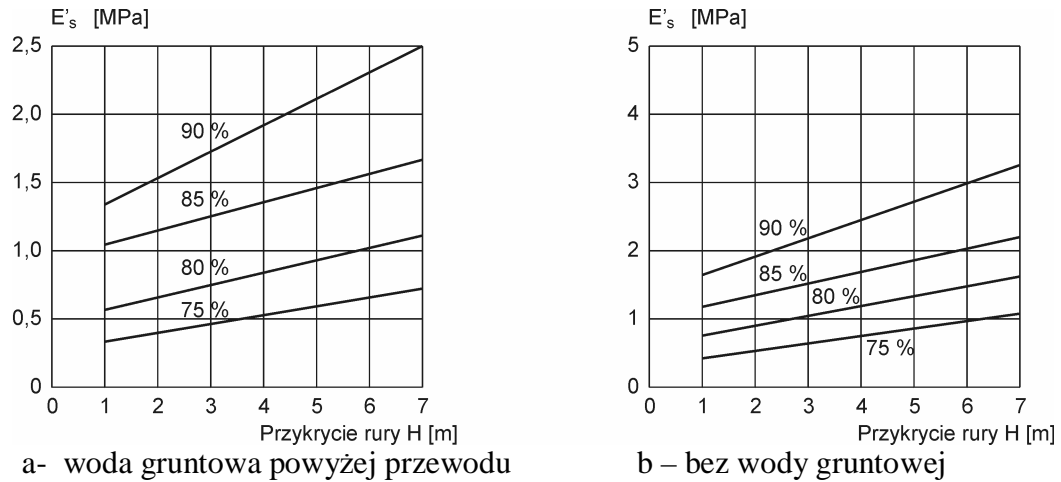 E's [MPa]
2,5
2,0
1,5
1,0
0,5
0
90 %
85 %
80 %
75 %
0 1 2 3 4 5 6 7
Przykrycie rury H [m]
a- woda gruntowa powyżej przewodu
E's [MPa]
5
4
3
2
1
0
90 %
85 %
80 %
75 %
0 1 2 3 4 5 6 7
Przykrycie rury H [m]
b – bez wody gruntowej